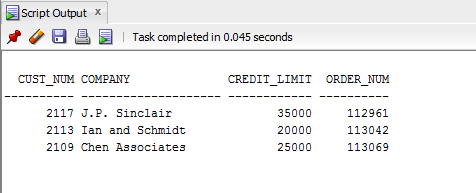 Script Output x
Task completed in 0.045 seconds
CUST_NUM COMPANY CREDIT_LIMIT ORDER_NUM
---------- -------------------- ------------ ----------
2117 J.P. Sinclair 35000 112961
2113 Ian and Schmidt 20000 113042
2109 Chen Associates 25000 113069